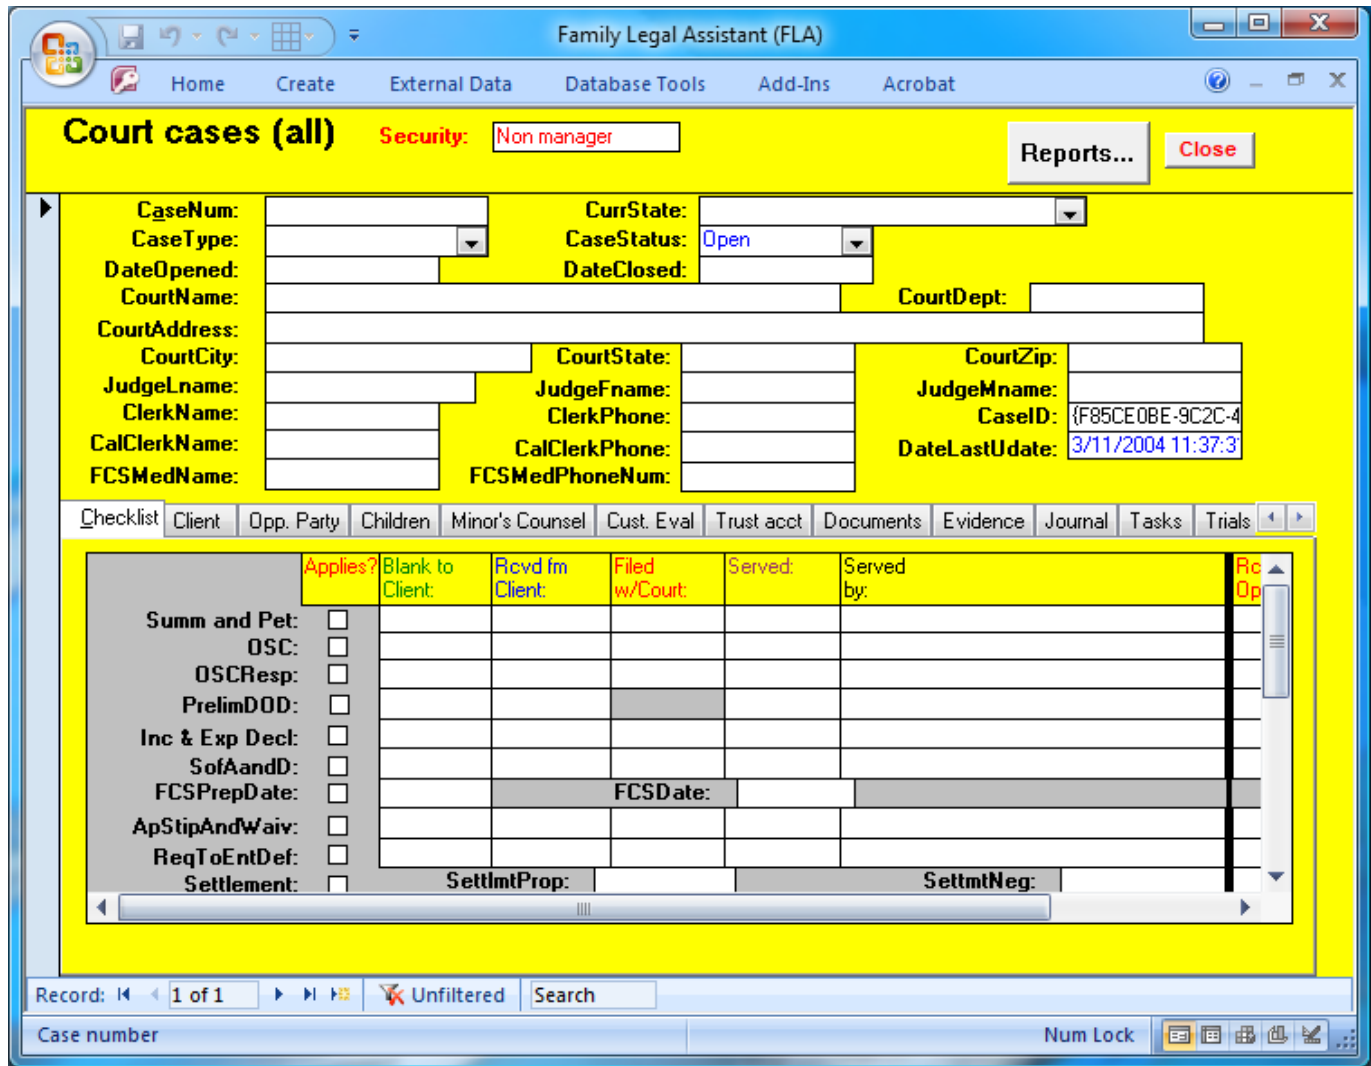 Family Legal Assistant (FLA)
Home Create External Data Database Tools Add-Ins Acrobat
Court cases (all) Security: Non manager Reports... Close
CaseNum: CurrState:
CaseType: CaseStatus: Open
DateOpened: DateClosed:
CourtName: CourtDept:
CourtAddress:
CourtCity: CourtState: CourtZip:
JudgeLname: JudgeFname: JudgeMname:
ClerkName: ClerkPhone: CaseID: {F85CE0BE-9C2C-4
CalClerkName: CalClerkPhone: DateLastUdate: 3/11/2004 11:37:3
FCSMedName: FCSMedPhoneNum:
Checklist Client Opp. Party Children Minor's Counsel Cust. Eval Trust acct Documents Evidence Journal Tasks Trials
Applies? Blank to Rcvd fm Filed Served: Served Rc
Client: Client: w/Court: by: Op
Summ and Pet:
OSC:
OSCResp:
PrelimDOD:
Inc & Exp Decl:
SofAandD:
FCSPrepDate: FCSDate:
ApStipAndWaiv:
ReqToEntDef:
Settlement: SettlmtProp: SettmtNeg:
Record: 1 of 1 Unfiltered Search
Case number Num Lock